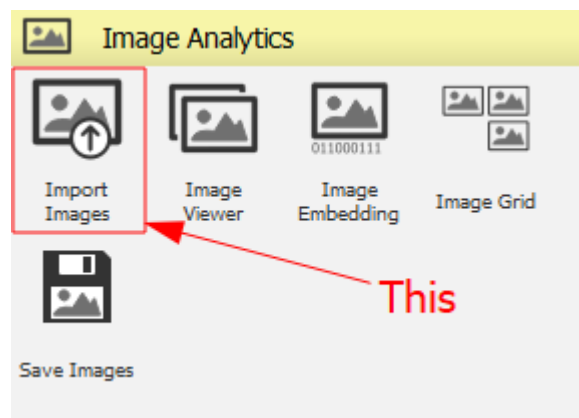 Image Analytics
011000111
Import
Images
Image
Viewer
Image
Embedding
Image Grid
This
Save Images